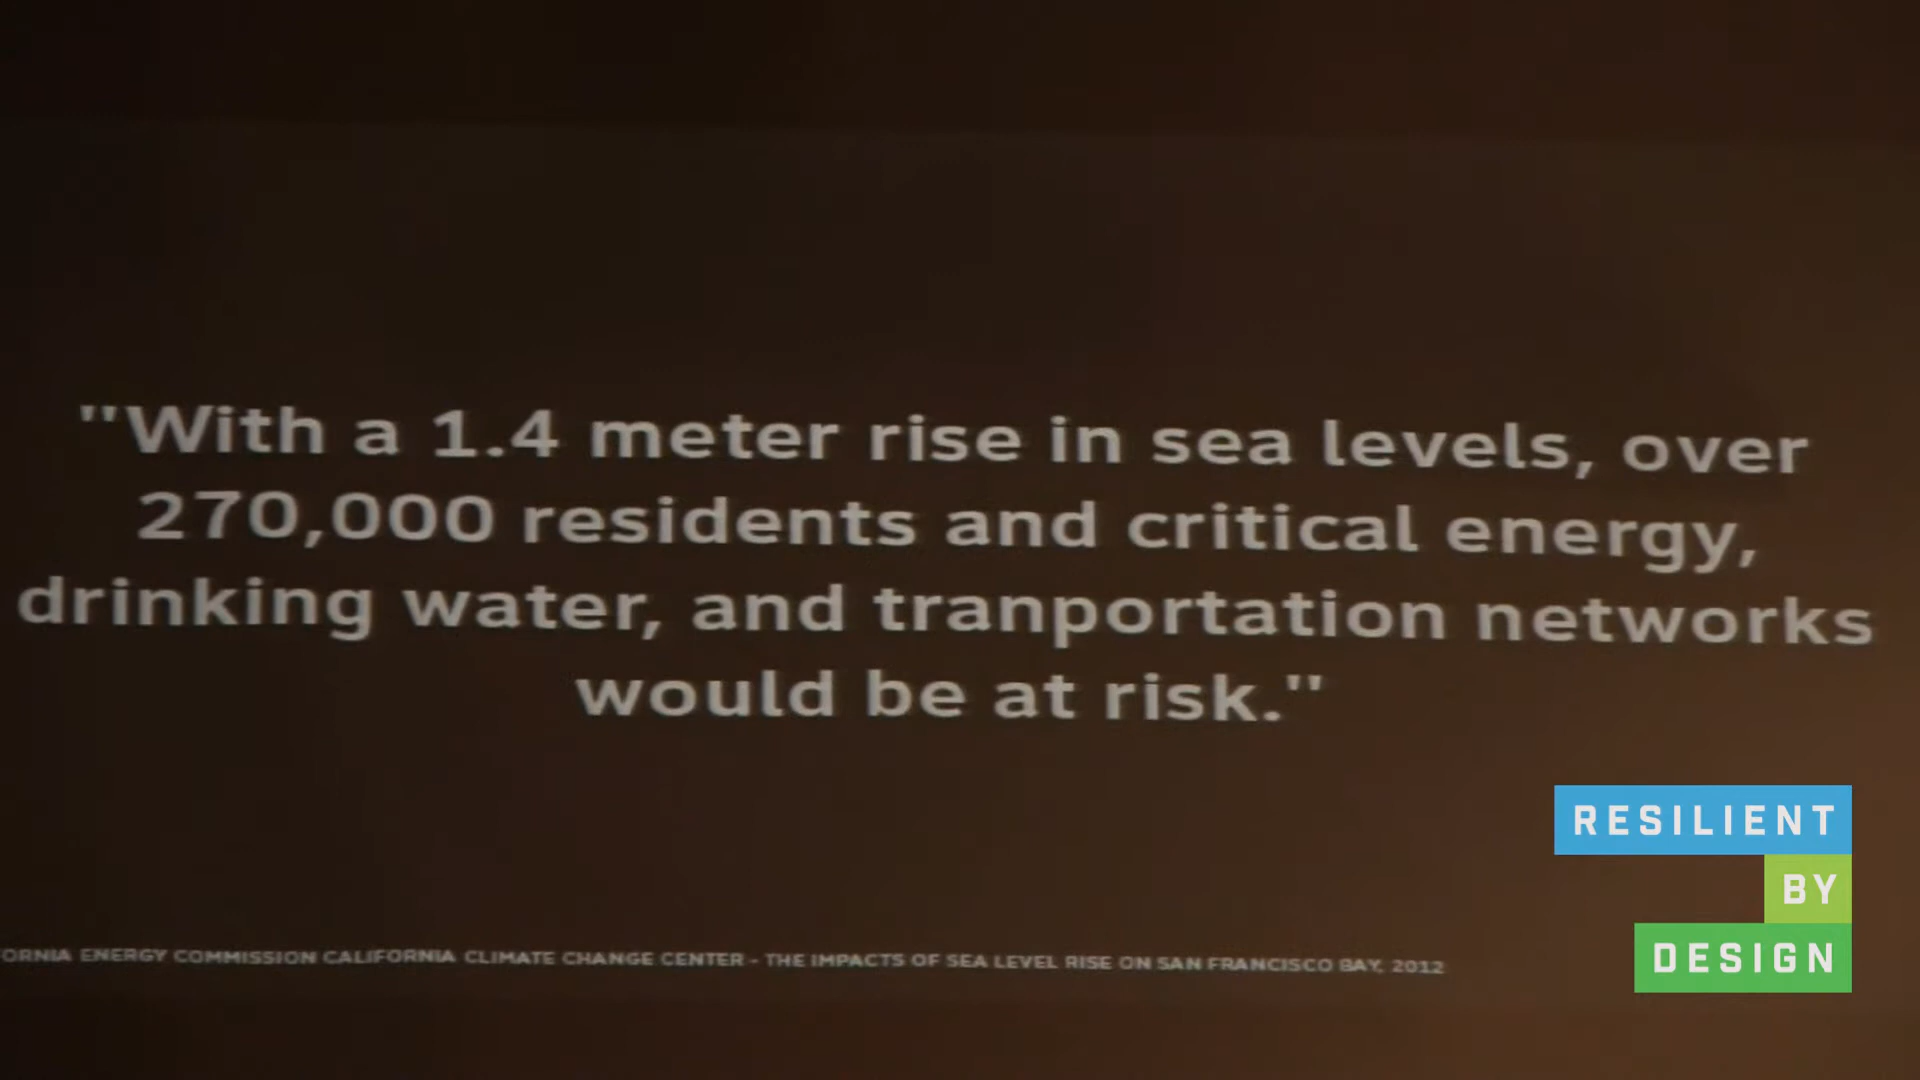 "With a 1.4 meter rise in sea levels, over
270,000 residents and critical energy,
drinking water, and tranportation networks
would be at risk."
ORNIA ENERGY COMMISSION CALIFORNIA CLIMATE CHANGE CENTER - THE IMPACTS OF SEA LEVEL RISE ON SAN FRANCISCO BAY, 2012
RESILIENT
BY
DESIGN